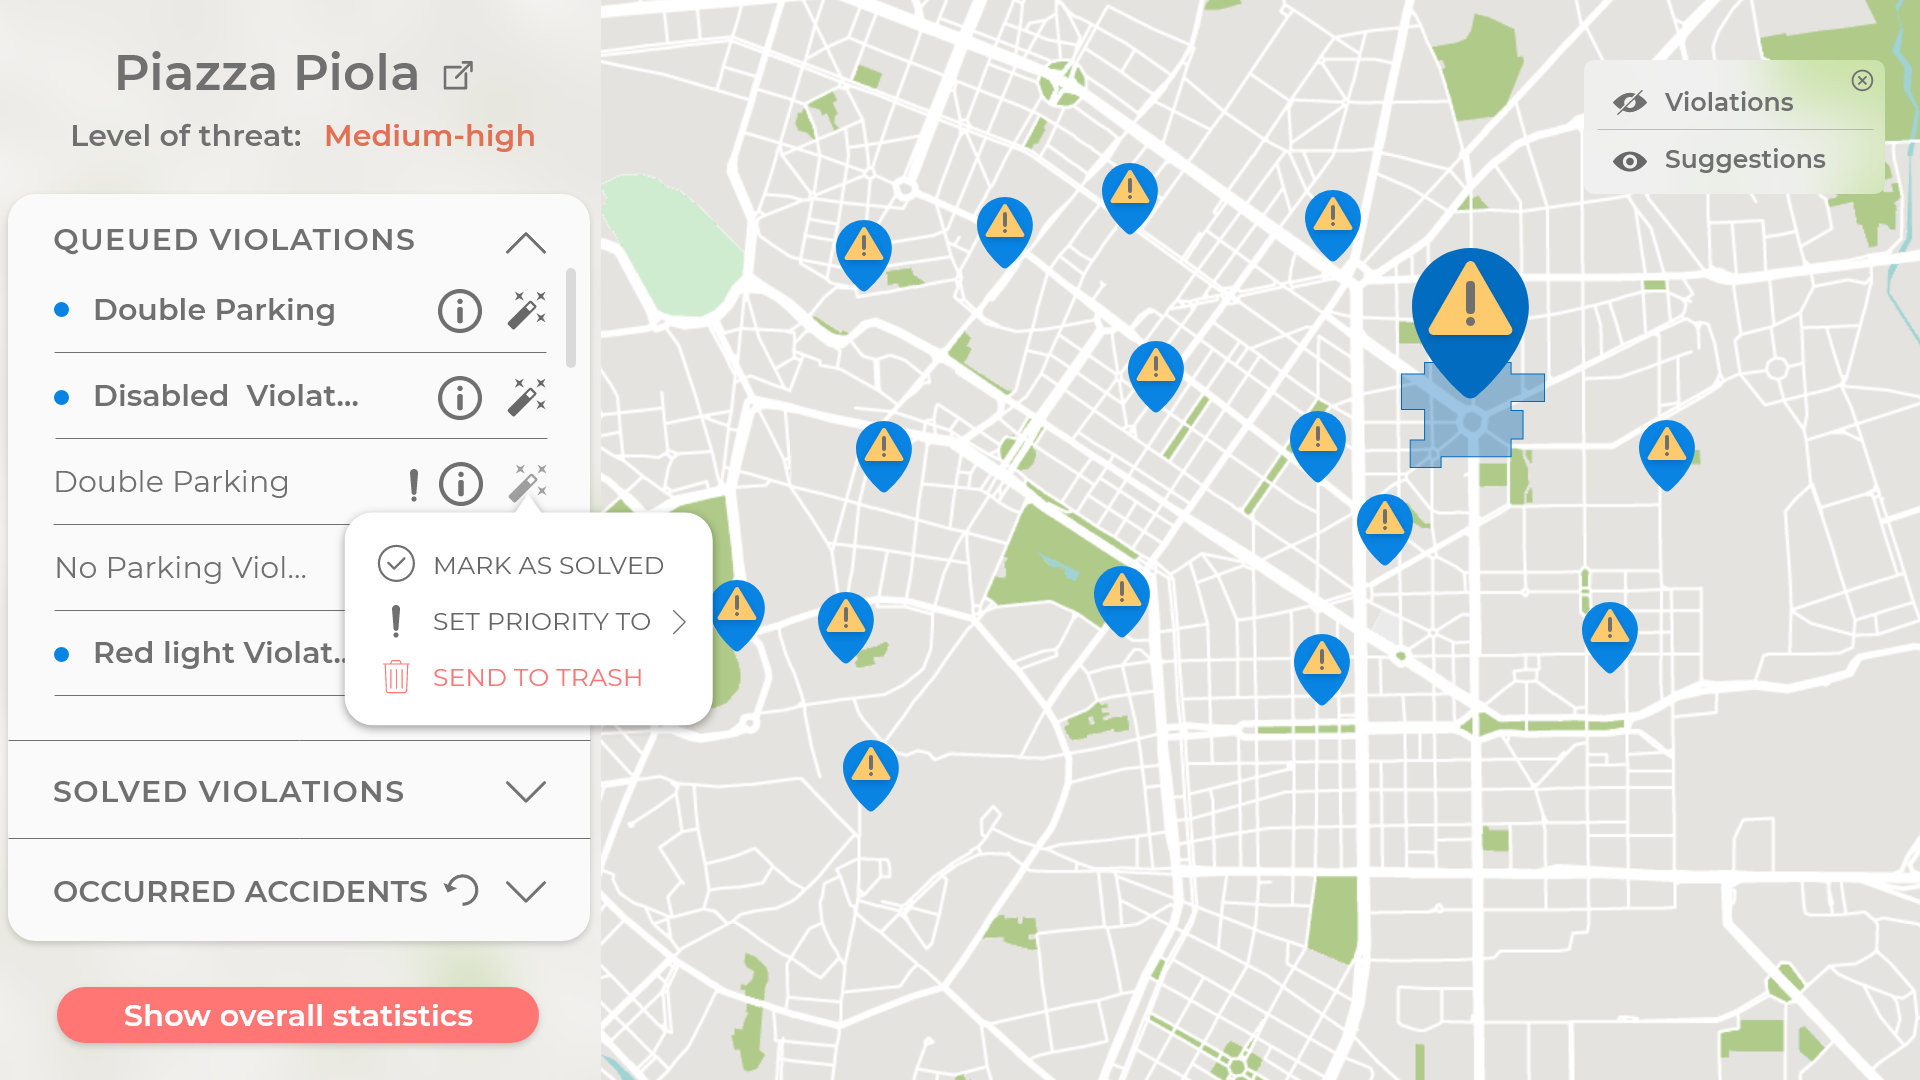 Piazza Piola
Level of threat: Medium-high
QUEUED VIOLATIONS
Double Parking
Disabled Violat...
Double Parking
No Parking Viol...
Red light Violat..
MARK AS SOLVED
SET PRIORITY TO
SEND TO TRASH
SOLVED VIOLATIONS
OCCURRED ACCIDENTS
Show overall statistics
Violations
Suggestions